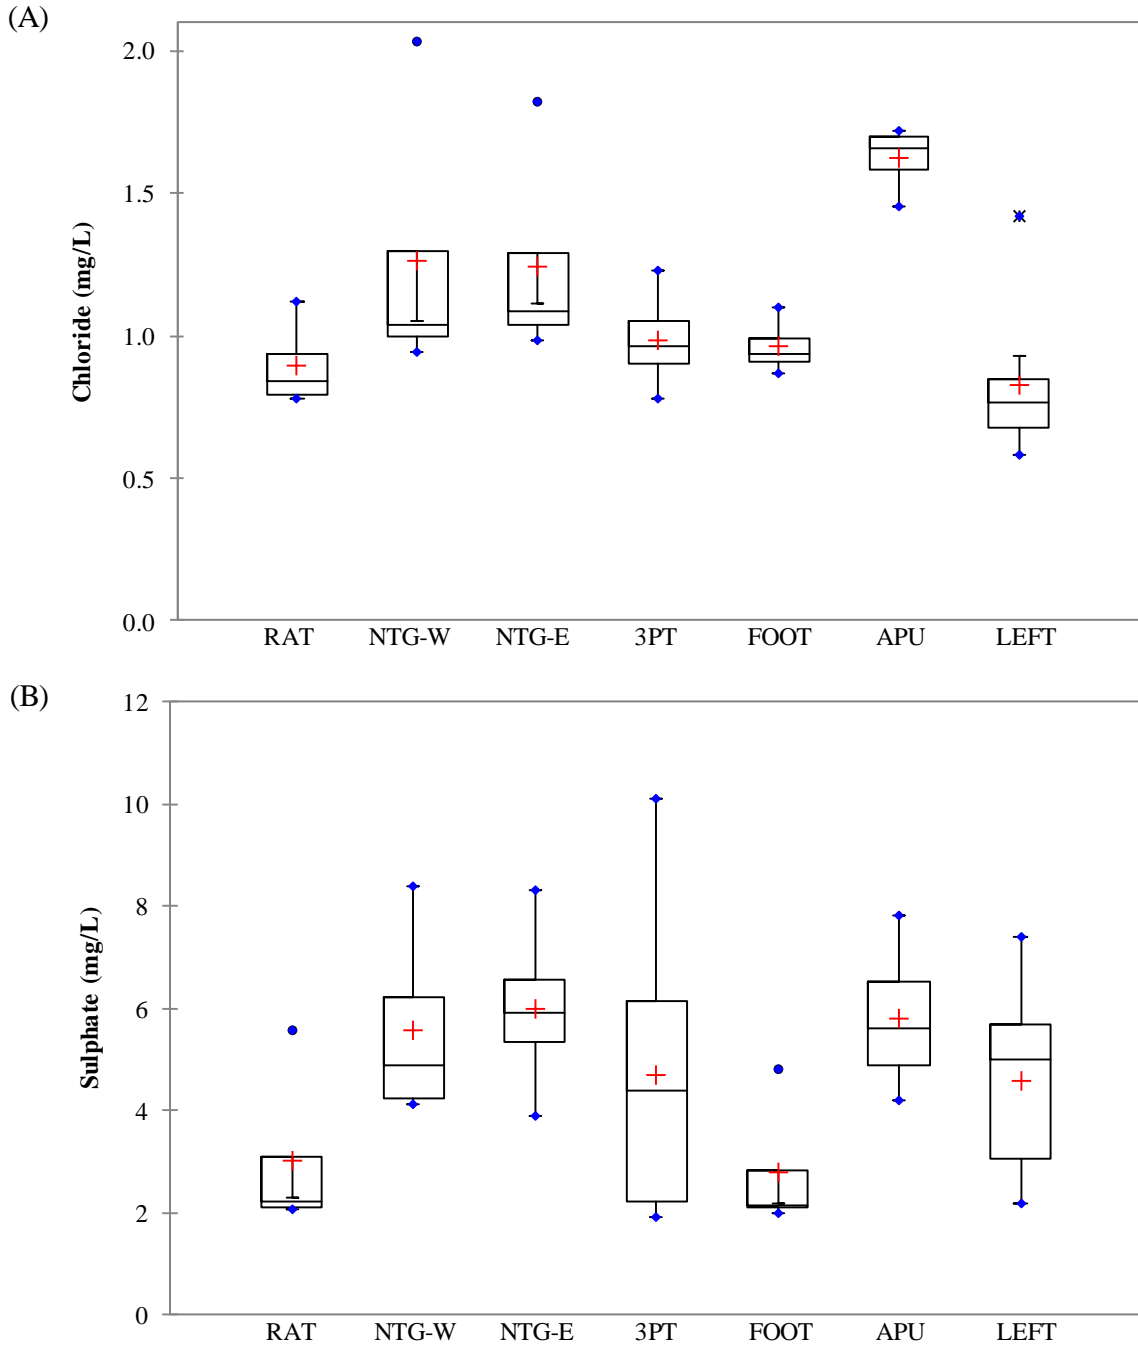 (A)
2.0
1.5
1.0
0.5
0.0
Chloride (mg/L)
RAT NTG-W NTG-E 3PT FOOT APU LEFT
(B)
12
10
8
6
4
2
0
Sulphate (mg/L)
RAT NTG-W NTG-E 3PT FOOT APU LEFT